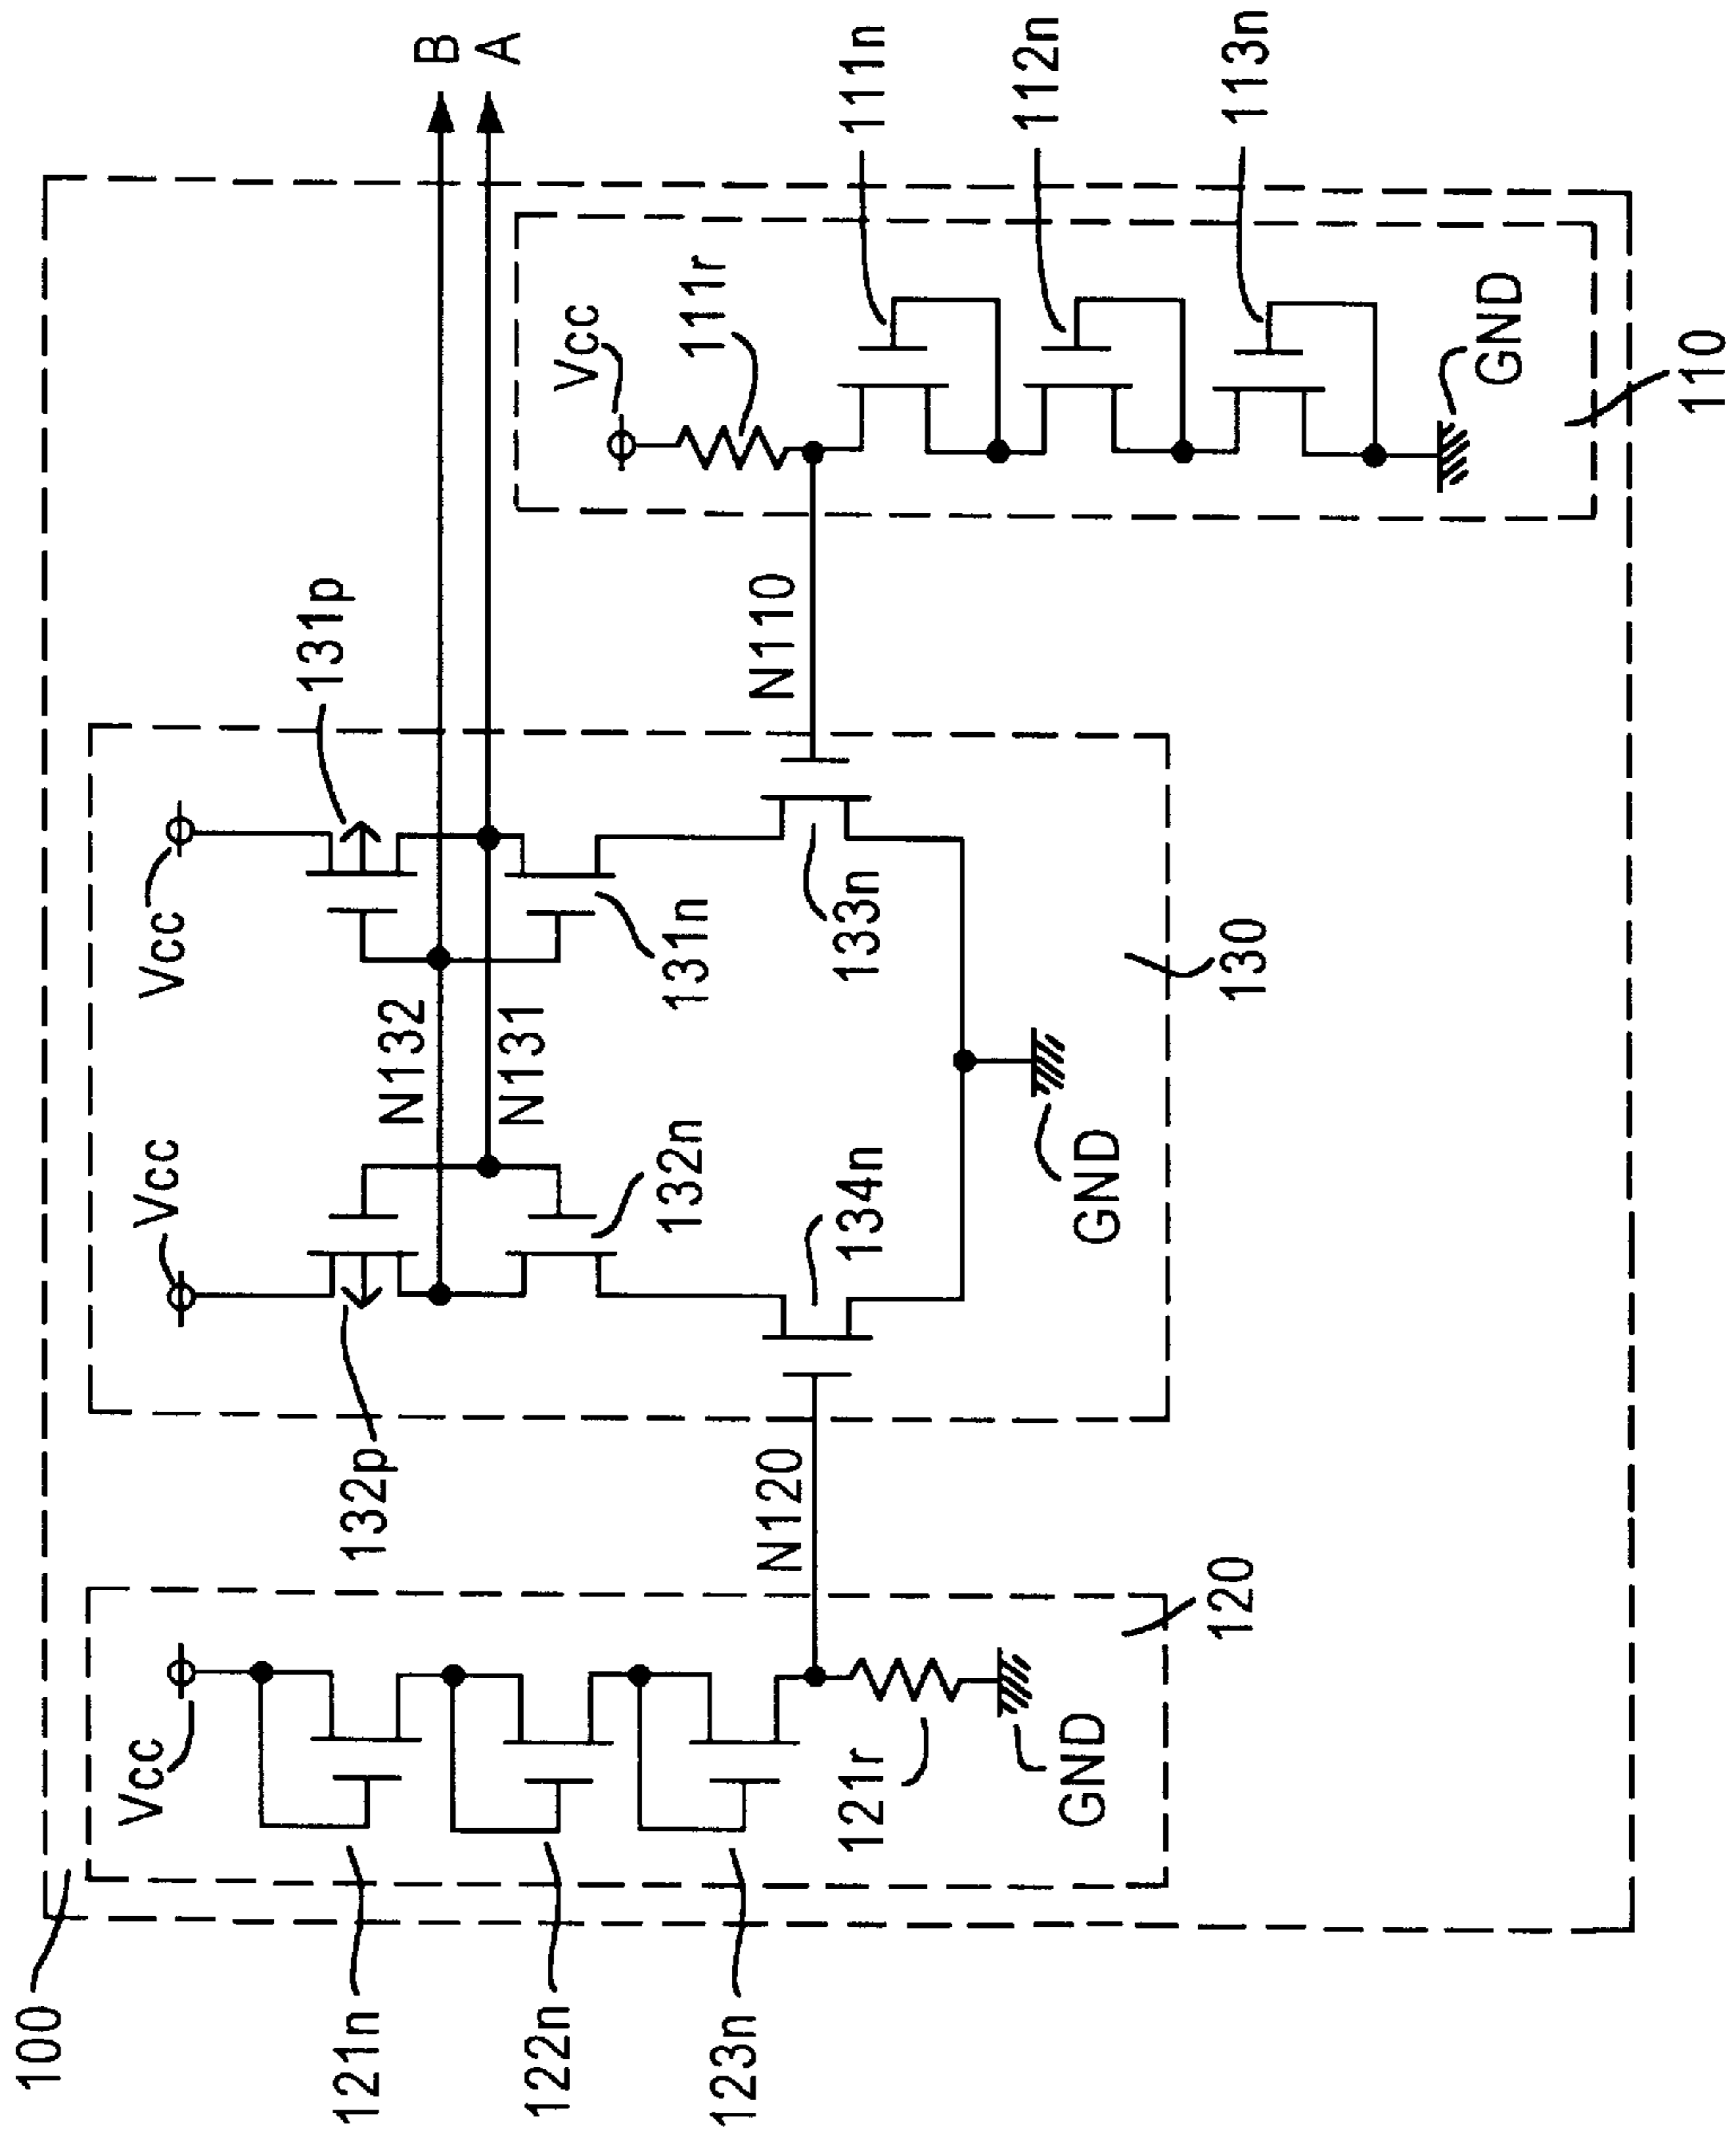 100
121n
122n
123n
Vcc
121r
GND
120
N120
132p
Vcc
132n
134n
GND
N132
N131
Vcc
131n
133n
130
131p
N110
Vcc
111r
GND
110
B
A
111n
112n
113n